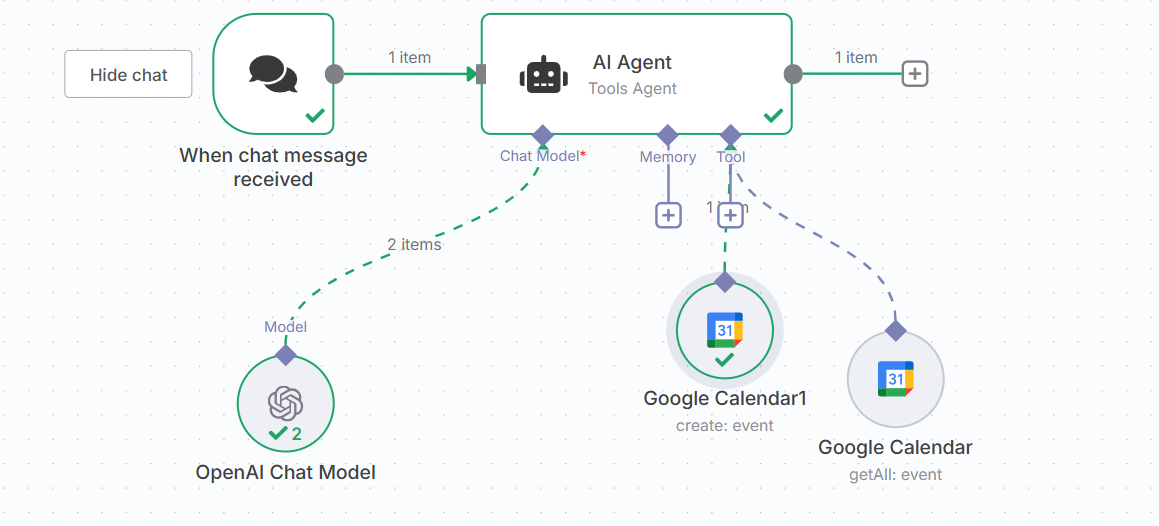 Hide chat
1 item
AI Agent
Tools Agent
1 item
When chat message
received
Chat Model*
Memory
Tool
2 items
Model
31
31
2
Google Calendar1
create: event
OpenAI Chat Model
Google Calendar
getAll: event